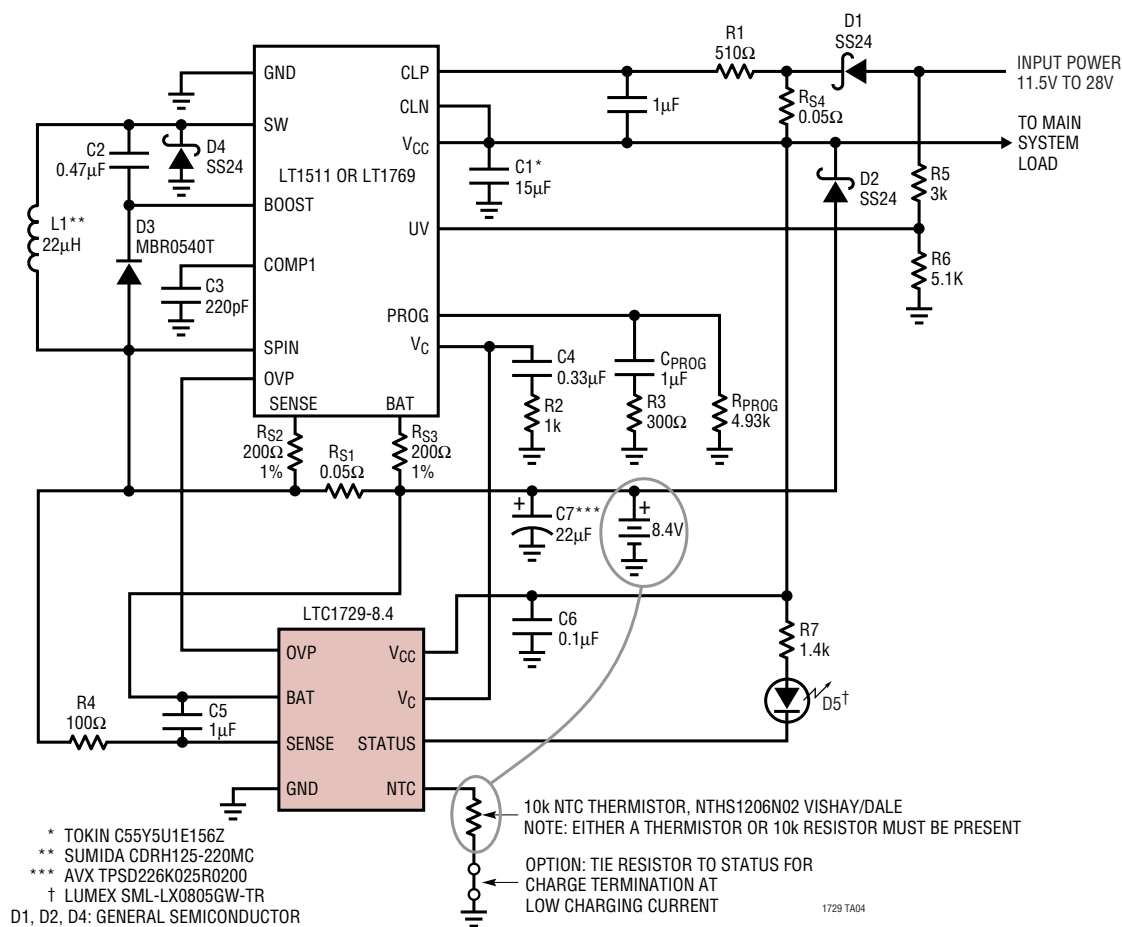 D1
SS24
R1
510Ω
INPUT POWER
11.5V TO 28V
GND
CLP
1µF
RS4
0.05Ω
CLN
SW
VCC
TO MAIN
SYSTEM
LOAD
C2
0.47µF
D4
SS24
C1*
15µF
LT1511 OR LT1769
D2
SS24
R5
3k
BOOST
UV
L1**
22µH
D3
MBR0540T
R6
5.1K
COMP1
C3
220pF
PROG
SPIN
VC
C4
0.33µF
CPROG
1µF
OVP
R2
1k
R3
300Ω
RPROG
4.93k
SENSE
BAT
RS2
200Ω
1%
RS1
0.05Ω
RS3
200Ω
1%
+
C7***
22µF
+
8.4V
LTC1729-8.4
C6
0.1µF
R7
1.4k
OVP
VCC
BAT
VC
D5†
R4
100Ω
C5
1µF
SENSE
STATUS
GND
NTC
10k NTC THERMISTOR, NTHS1206N02 VISHAY/DALE
NOTE: EITHER A THERMISTOR OR 10k RESISTOR MUST BE PRESENT
OPTION: TIE RESISTOR TO STATUS FOR
CHARGE TERMINATION AT
LOW CHARGING CURRENT
1729 TA04
* TOKIN C55Y5U1E156Z
** SUMIDA CDRH125-220MC
*** AVX TPSD226K025R0200
† LUMEX SML-LX0805GW-TR
D1, D2, D4: GENERAL SEMICONDUCTOR